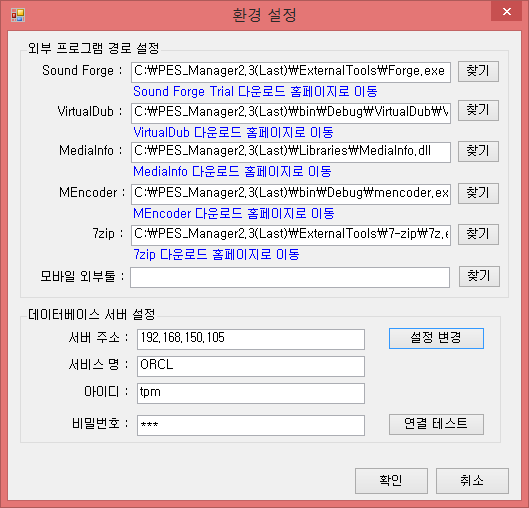 환경 설정
외부 프로그램 경로 설정
Sound Forge : C:₩PES_Manager2,3(Last)₩ExternalTools₩Forge,exe 찾기
Sound Forge Trial 다운로드 홈페이지로 이동
VirtualDub : C:₩PES_Manager2,3(Last)₩bin₩Debug₩VirtualDub₩V 찾기
VirtualDub 다운로드 홈페이지로 이동
MediaInfo : C:₩PES_Manager2,3(Last)₩Libraries₩MediaInfo,dll 찾기
MediaInfo 다운로드 홈페이지로 이동
MEncoder : C:₩PES_Manager2,3(Last)₩bin₩Debug₩mencoder,ex 찾기
MEncoder 다운로드 홈페이지로 이동
7zip : C:₩PES_Manager2,3(Last)₩ExternalTools₩7-zip₩7z,e 찾기
7zip 다운로드 홈페이지로 이동
모바일 외부툴 : 찾기
데이터베이스 서버 설정
서버 주소 : 192,168,150,105 설정 변경
서비스 명 : ORCL
아이디 : tpm
비밀번호 : *** 연결 테스트
확인 취소